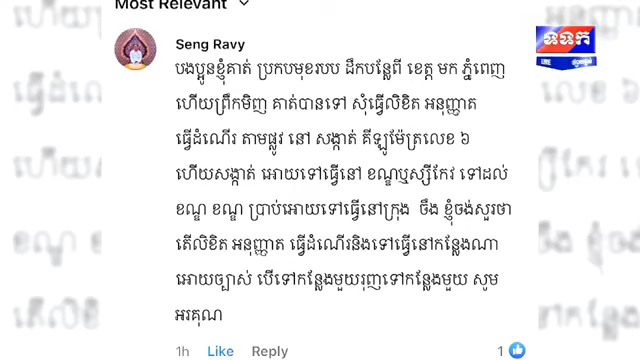 Most Relevant
Seng Ravy
បងប្អូនខ្ញុំគាត់ ប្រកបមុខរបប ដឹកបន្លែពី ខេត្ត មក ភ្នំពេញ
ហើយព្រឹកមិញ គាត់បានទៅ សុំធ្វើលិខិត អនុញ្ញាត
ធ្វើដំណើរ តាមផ្លូវ នៅ សង្កាត់ គីឡូម៉ែត្រលេខ ៦
ហើយសង្កាត់ អោយទៅធ្វើនៅ ខណ្ឌឬស្សីកែវ ទៅដល់
ខណ្ឌ ខណ្ឌ ប្រាប់អោយទៅធ្វើនៅក្រុង ចឹង ខ្ញុំចង់សួរថា
តើលិខិត អនុញ្ញាត ធ្វើដំណើរនិងទៅធ្វើនៅកន្លែងណា
អោយច្បាស់ បើទៅកន្លែងមួយរុញទៅកន្លែងមួយ សូម
អរគុណ
1h Like Reply 1
ទទក
LIVE